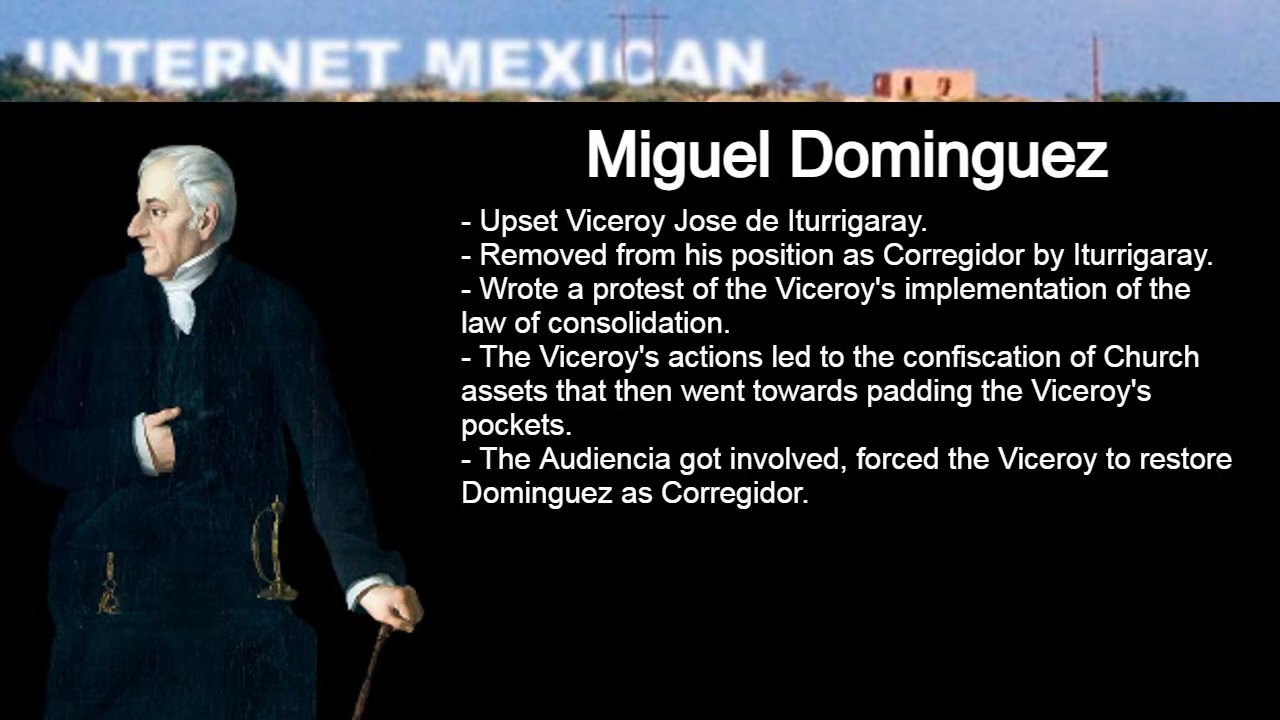 INTERNET MEXICAN
Miguel Dominguez
- Upset Viceroy Jose de Iturrigaray.
- Removed from his position as Corregidor by Iturrigaray.
- Wrote a protest of the Viceroy's implementation of the
law of consolidation.
- The Viceroy's actions led to the confiscation of Church
assets that then went towards padding the Viceroy's
pockets.
- The Audiencia got involved, forced the Viceroy to restore
Dominguez as Corregidor.